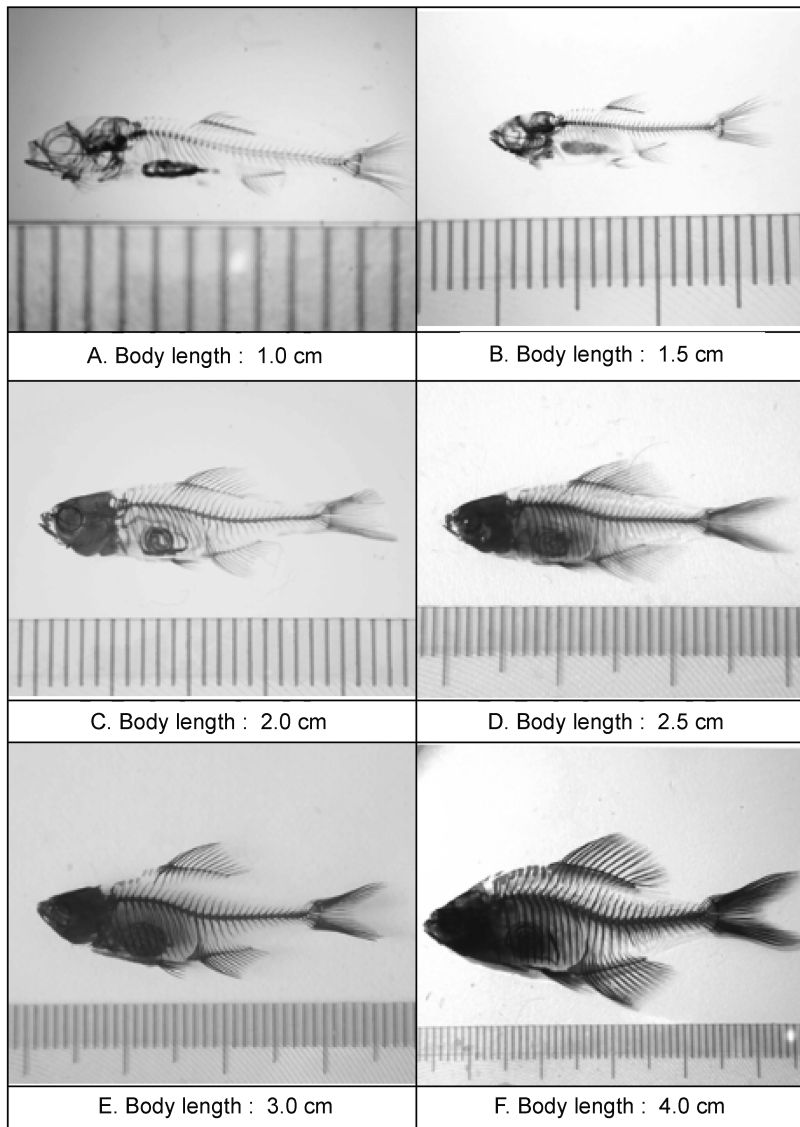 A. Body length : 1.0 cm
B. Body length : 1.5 cm
C. Body length : 2.0 cm
D. Body length : 2.5 cm
E. Body length : 3.0 cm
F. Body length : 4.0 cm